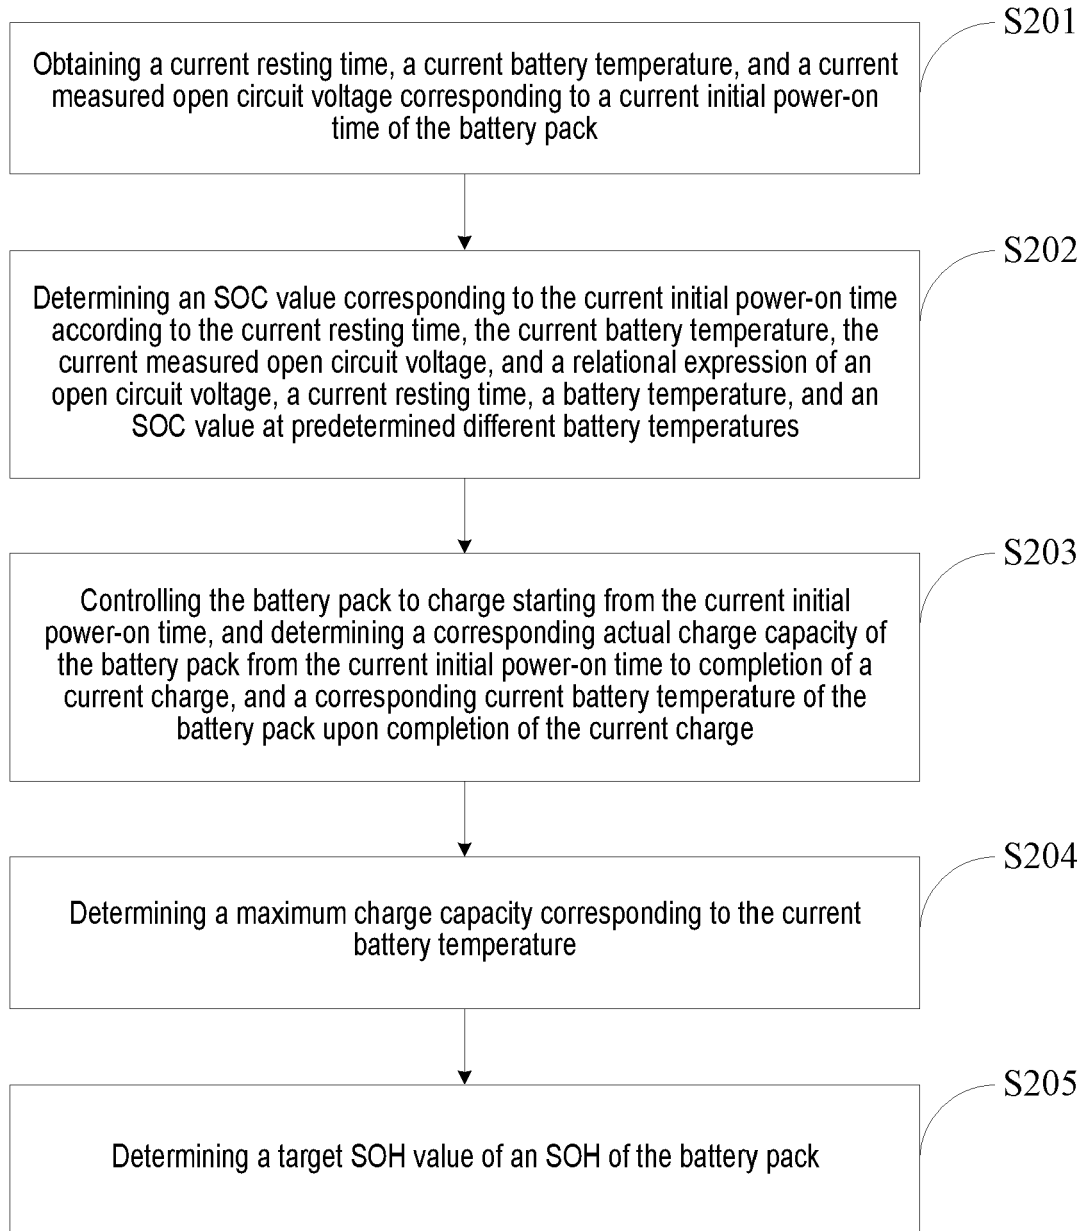 S201
Obtaining a current resting time, a current battery temperature, and a current
measured open circuit voltage corresponding to a current initial power-on
time of the battery pack
S202
Determining an SOC value corresponding to the current initial power-on time
according to the current resting time, the current battery temperature, the
current measured open circuit voltage, and a relational expression of an
open circuit voltage, a current resting time, a battery temperature, and an
SOC value at predetermined different battery temperatures
S203
Controlling the battery pack to charge starting from the current initial
power-on time, and determining a corresponding actual charge capacity of
the battery pack from the current initial power-on time to completion of a
current charge, and a corresponding current battery temperature of the
battery pack upon completion of the current charge
S204
Determining a maximum charge capacity corresponding to the current
battery temperature
S205
Determining a target SOH value of an SOH of the battery pack